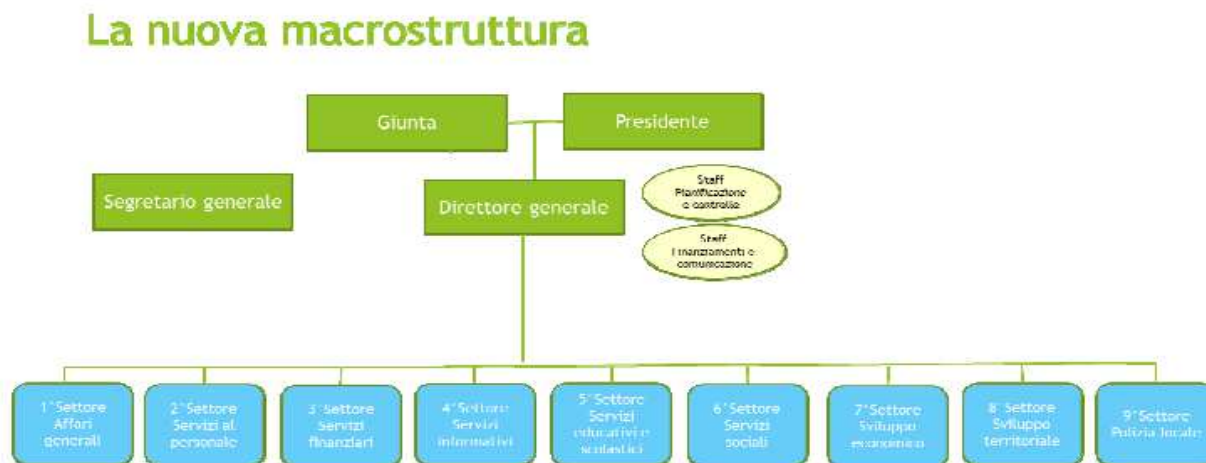 La nuova macrostruttura
Giunta
Presidente
Segretario generale
Direttore generale
Staff
Pianificazione
e controllo
Staff
Finanziamenti e
comunicazione
1°Settore
Affari
generali
2°Settore
Servizi al
personale
3°Settore
Servizi
finanziari
4°Settore
Servizi
informativi
5°Settore
Servizi
educativi e
scolastici
6°Settore
Servizi
sociali
7°Settore
Sviluppo
economico
8°Settore
Sviluppo
territoriale
9°Settore
Polizia locale